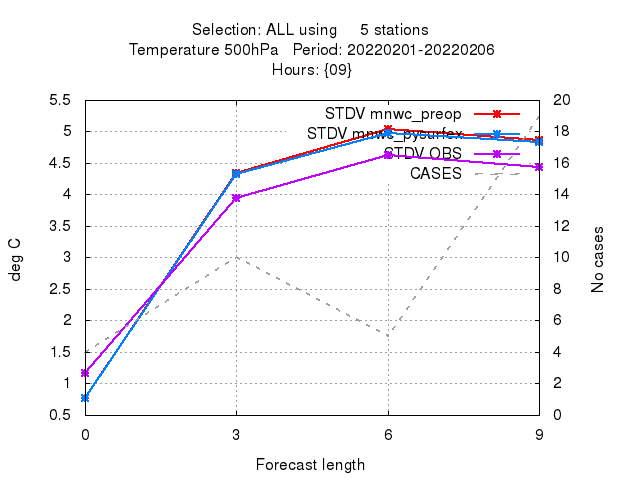 Selection: ALL using 5 stations
Temperature 500hPa Period: 20220201-20220206
Hours: {09}
STDV mnwc_preop
STDV mnwc_pysurfex
STDV OBS
CASES
5.5
5
4.5
4
3.5
3
2.5
2
1.5
1
0.5
20
18
16
14
12
10
8
6
4
2
0
deg C
No cases
0 3 6 9
Forecast length